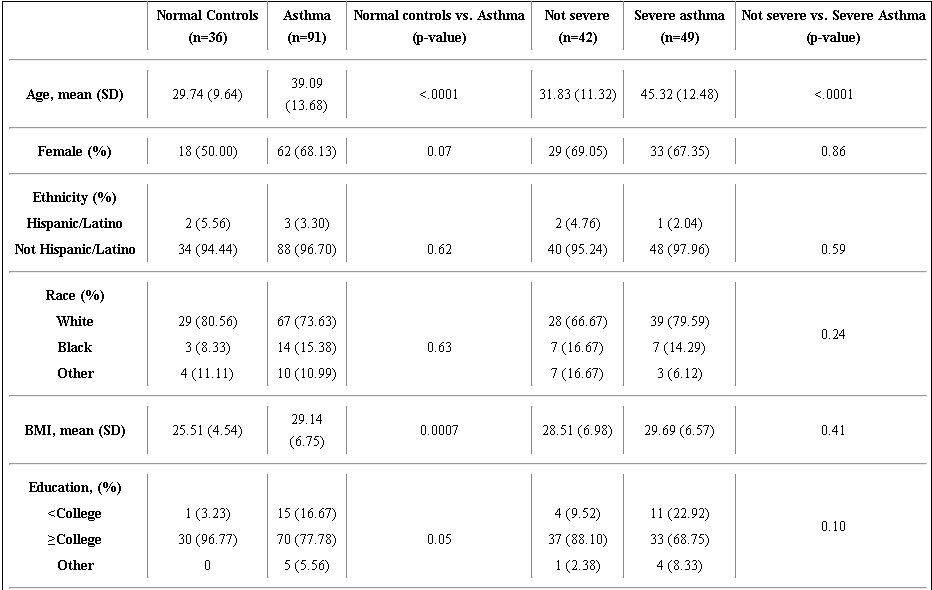 Normal Controls Asthma Normal controls vs. Asthma Not severe Severe asthma Not severe vs. Severe Asthma
(n=36) (n=91) (p-value) (n=42) (n=49) (p-value)
Age, mean (SD) 29.74 (9.64) 39.09 (13.68) <.0001 31.83 (11.32) 45.32 (12.48) <.0001
Female (%) 18 (50.00) 62 (68.13) 0.07 29 (69.05) 33 (67.35) 0.86
Ethnicity (%)
Hispanic/Latino 2 (5.56) 3 (3.30) 2 (4.76) 1 (2.04)
Not Hispanic/Latino 34 (94.44) 88 (96.70) 0.62 40 (95.24) 48 (97.96) 0.59
Race (%)
White 29 (80.56) 67 (73.63) 28 (66.67) 39 (79.59) 0.24
Black 3 (8.33) 14 (15.38) 0.63 7 (16.67) 7 (14.29)
Other 4 (11.11) 10 (10.99) 7 (16.67) 3 (6.12)
BMI, mean (SD) 25.51 (4.54) 29.14 (6.75) 0.0007 28.51 (6.98) 29.69 (6.57) 0.41
Education, (%)
<College 1 (3.23) 15 (16.67) 4 (9.52) 11 (22.92) 0.10
≥College 30 (96.77) 70 (77.78) 0.05 37 (88.10) 33 (68.75)
Other 0 5 (5.56) 1 (2.38) 4 (8.33)